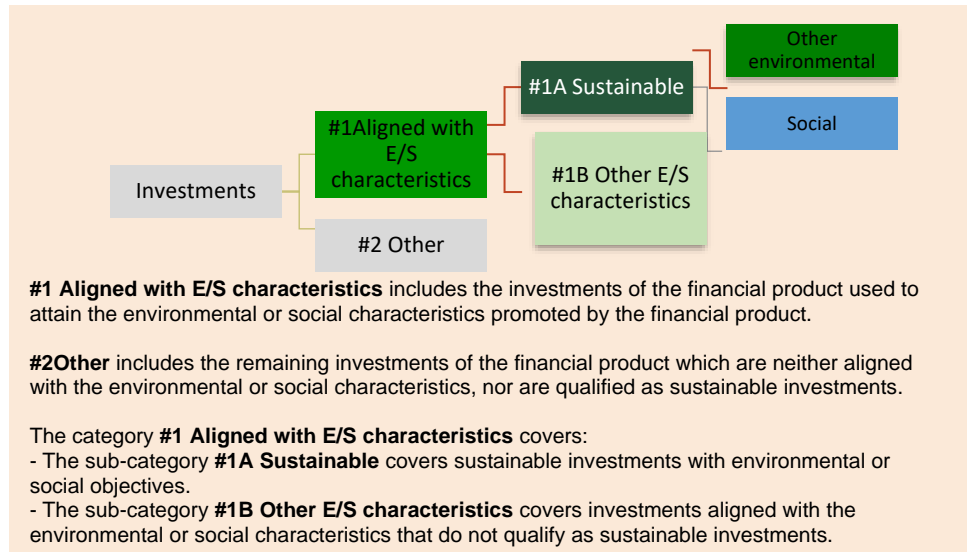 Other
environmental
#1A Sustainable
Social
#1Aligned with
E/S
characteristics
#1B Other E/S
characteristics
Investments
#2 Other
#1 Aligned with E/S characteristics includes the investments of the financial product used to
attain the environmental or social characteristics promoted by the financial product.
#2Other includes the remaining investments of the financial product which are neither aligned
with the environmental or social characteristics, nor are qualified as sustainable investments.
The category #1 Aligned with E/S characteristics covers:
- The sub-category #1A Sustainable covers sustainable investments with environmental or
social objectives.
- The sub-category #1B Other E/S characteristics covers investments aligned with the
environmental or social characteristics that do not qualify as sustainable investments.